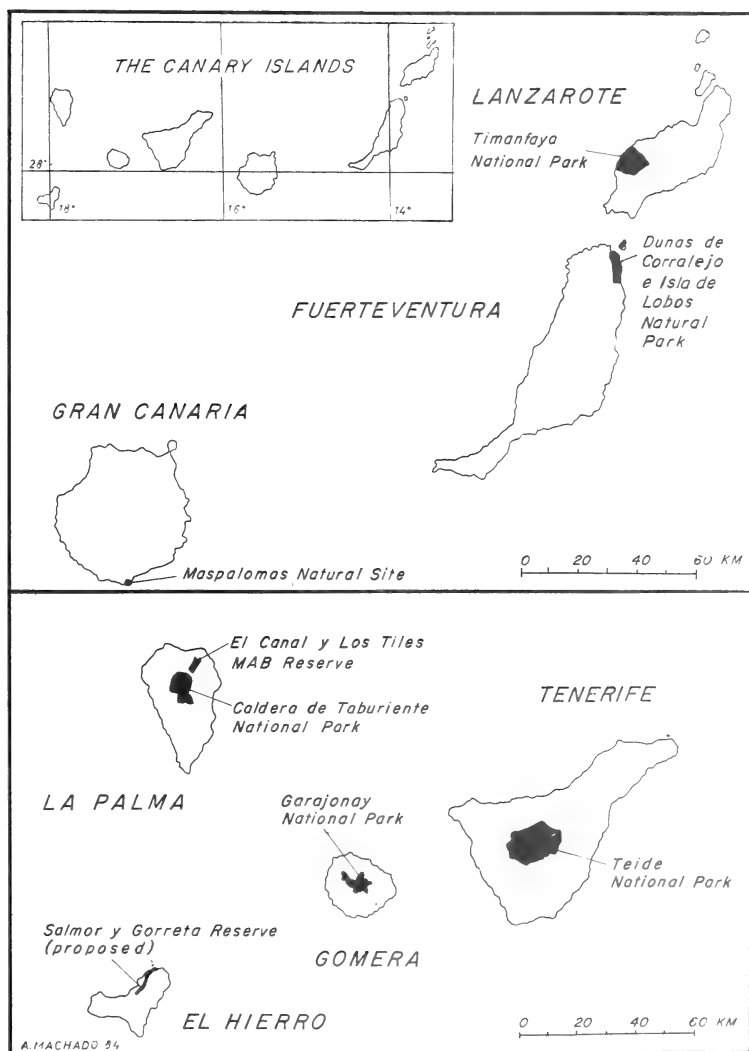 THE CANARY ISLANDS
28°
18°
16°
14°
LANZAROTE
Timanfaya
National Park
Dunas de
Corralejo
e Isla de
Lobos
Natural
Park
FUERTEVENTURA
GRAN CANARIA
Maspalomas Natural Site
0 20 40 60 KM
El Canal y Los Tiles
MAB Reserve
Caldera de Taburiente
National Park
LA PALMA
TENERIFE
Garajonay
National Park
Teide
National Park
GOMERA
Salmor y Gorreta Reserve
(proposed)
EL HIERRO
0 20 40 60 KM
A.MACHADO 84